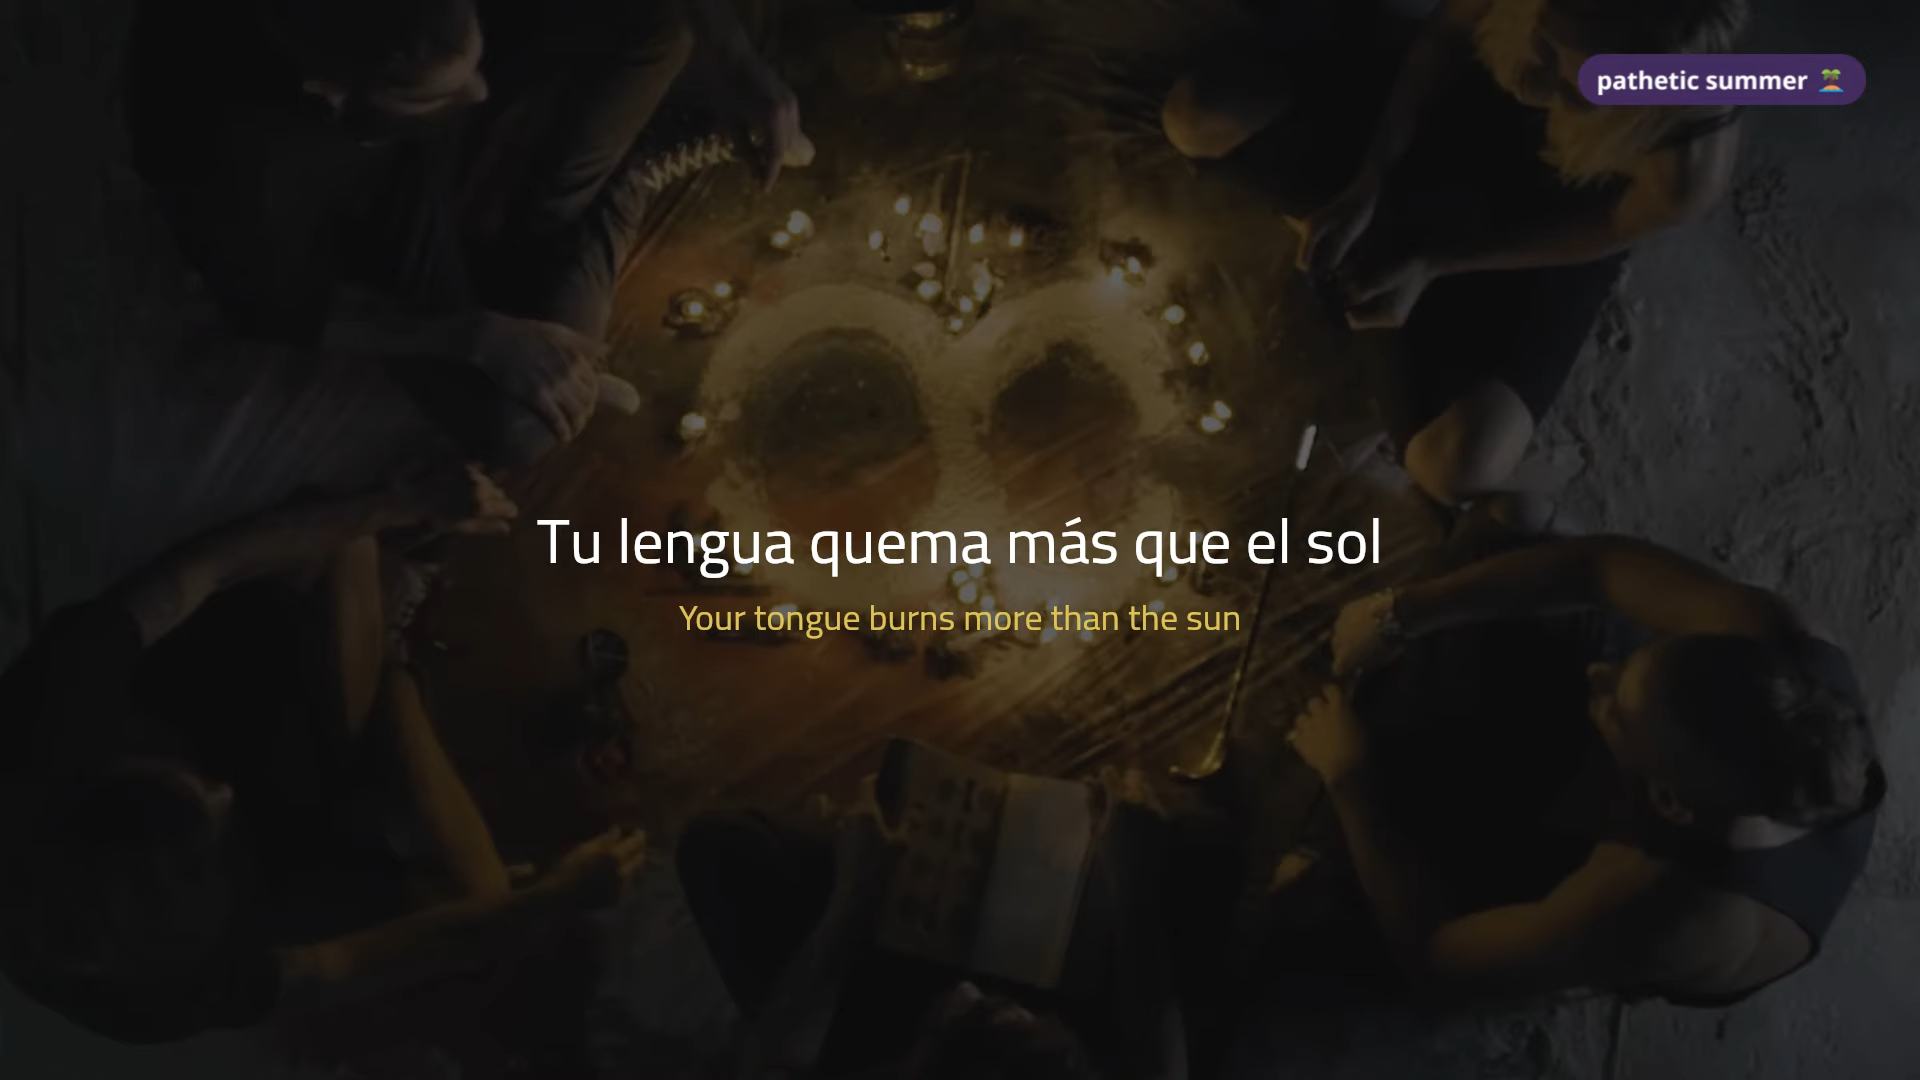 pathetic summer 🏝️
Tu lengua quema más que el sol
Your tongue burns more than the sun